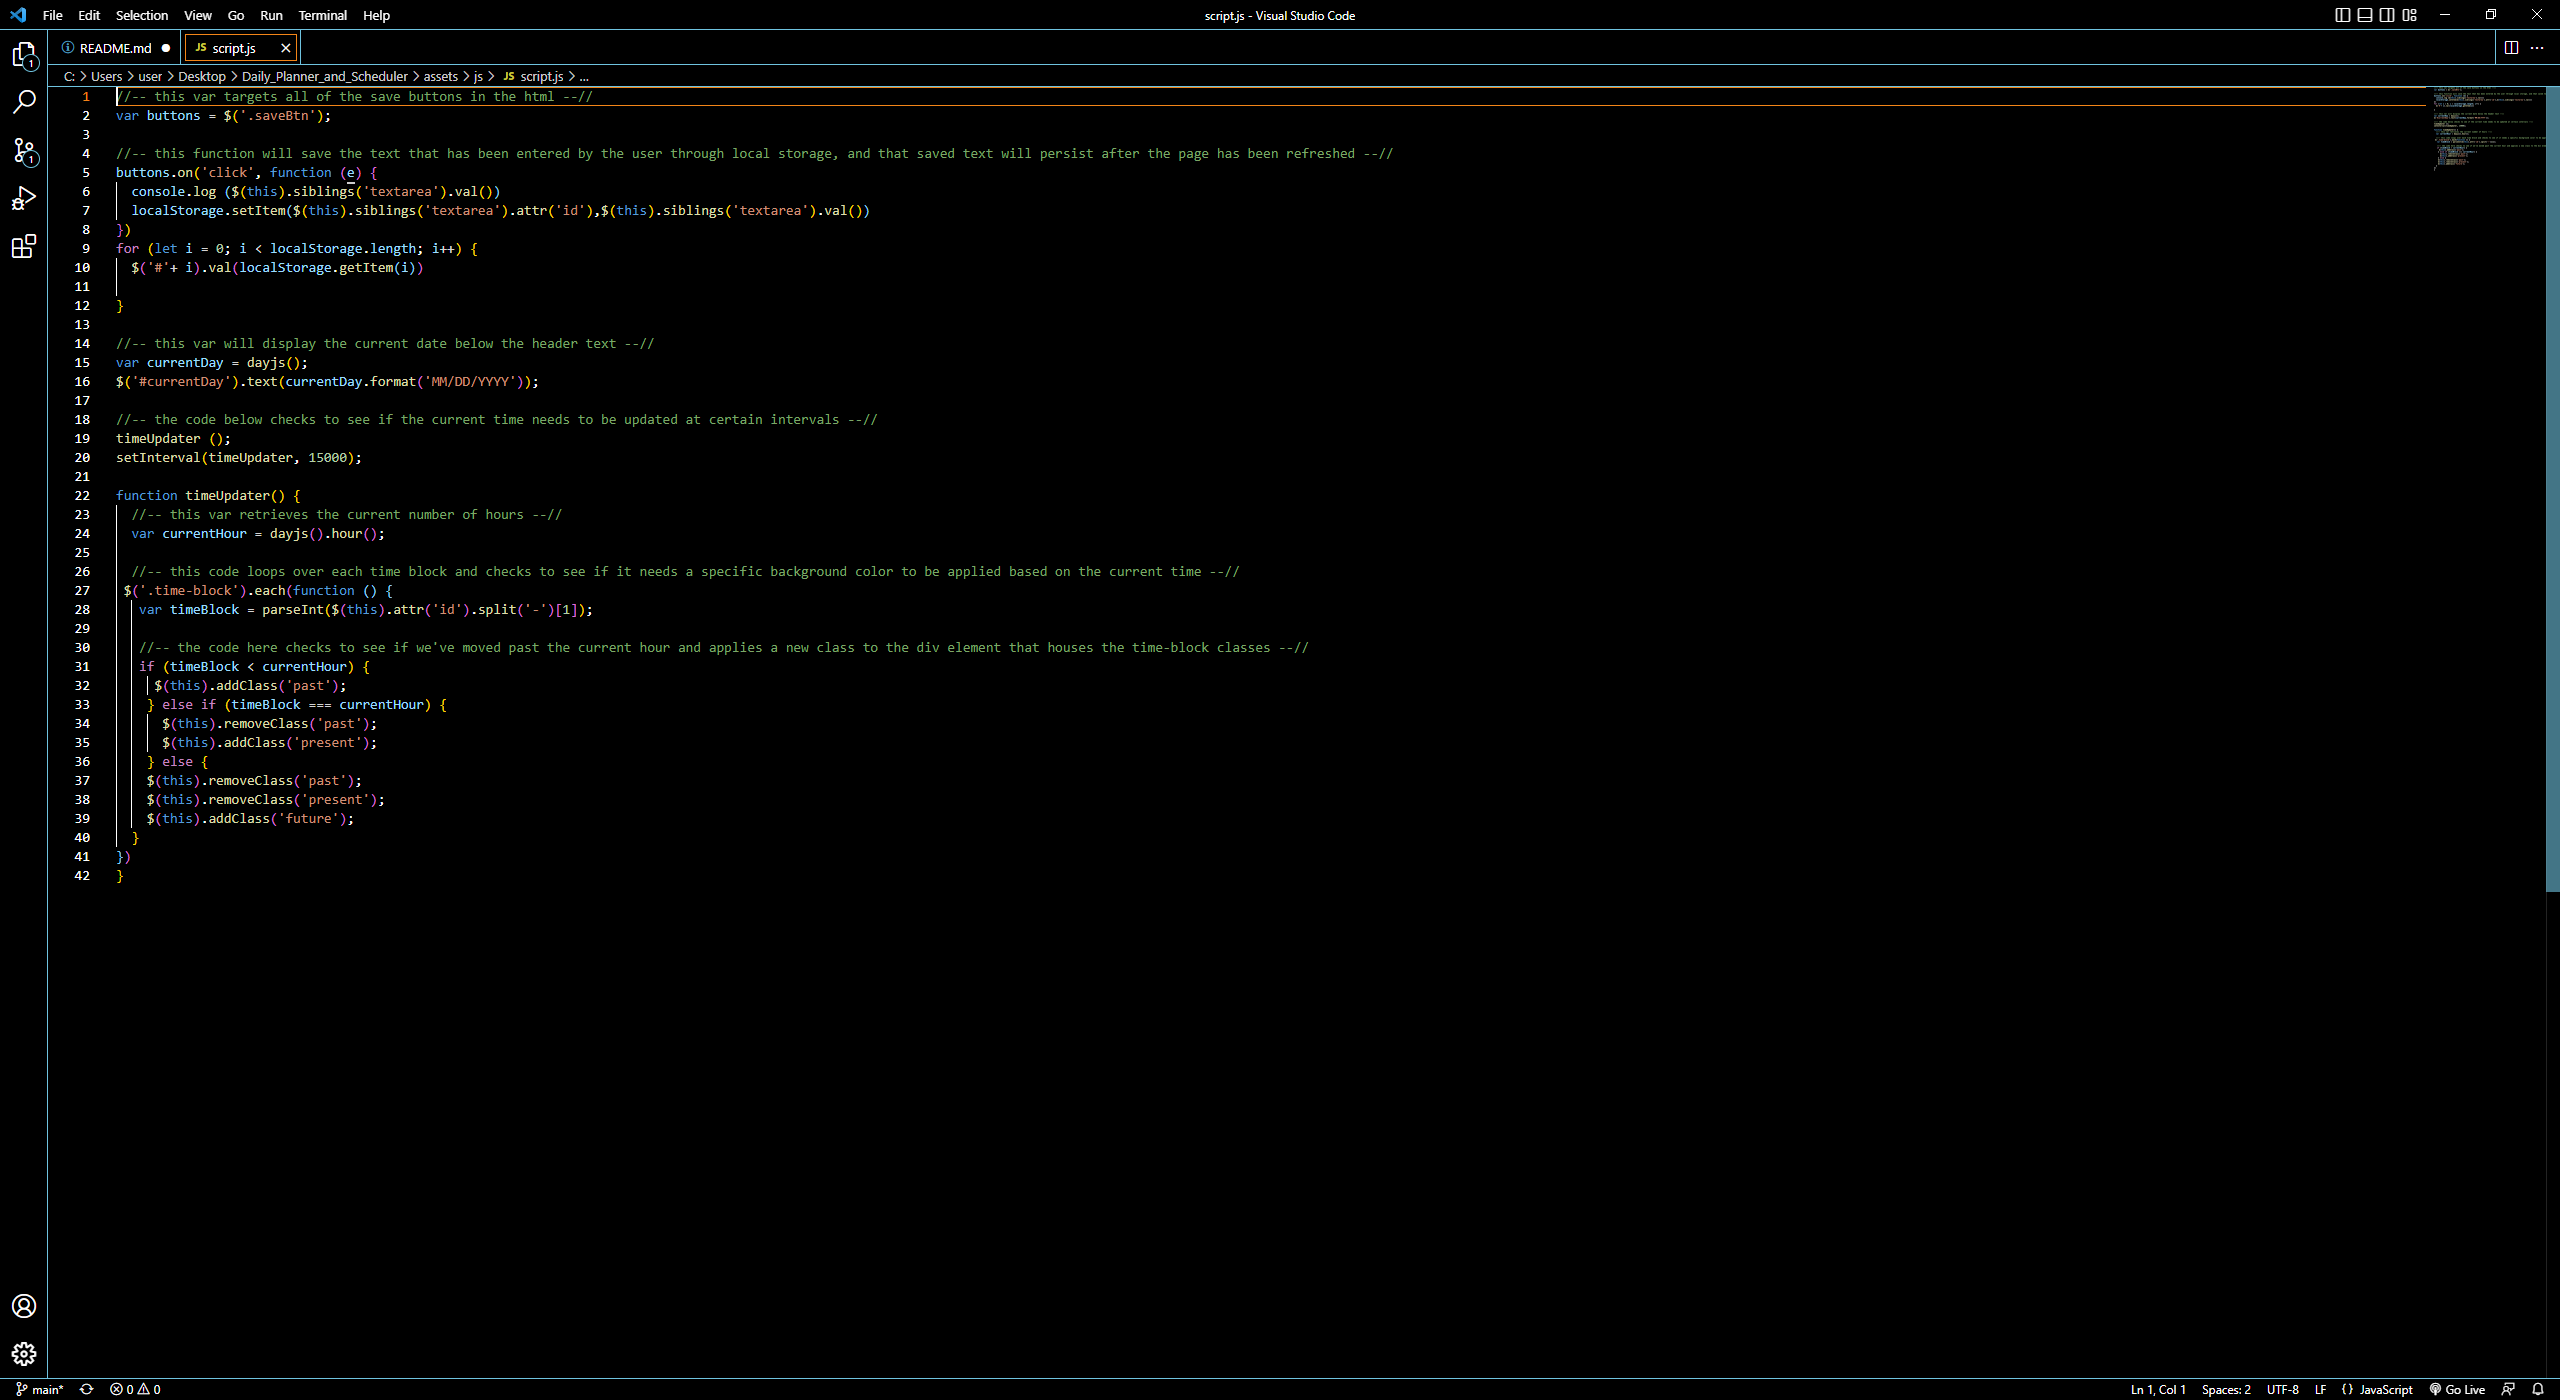 File Edit Selection View Go Run Terminal Help
script.js - Visual Studio Code
README.md
JS script.js
C: > Users > user > Desktop > Daily_Planner_and_Scheduler > assets > js > JS script.js > ...
1 //-- this var targets all of the save buttons in the html --//
2 var buttons = $('.saveBtn');
3
4 //-- this function will save the text that has been entered by the user through local storage, and that saved text will persist after the page has been refreshed --//
5 buttons.on('click', function (e) {
6 console.log ($(this).siblings('textarea').val())
7 localStorage.setItem($(this).siblings('textarea').attr('id'),$(this).siblings('textarea').val())
8 })
9 for (let i = 0; i < localStorage.length; i++) {
10 $('#'+ i).val(localStorage.getItem(i))
11
12 }
13
14 //-- this var will display the current date below the header text --//
15 var currentDay = dayjs();
16 $('#currentDay').text(currentDay.format('MM/DD/YYYY'));
17
18 //-- the code below checks to see if the current time needs to be updated at certain intervals --//
19 timeUpdater ();
20 setInterval(timeUpdater, 15000);
21
22 function timeUpdater() {
23 //-- this var retrieves the current number of hours --//
24 var currentHour = dayjs().hour();
25
26 //-- this code loops over each time block and checks to see if it needs a specific background color to be applied based on the current time --//
27 $('.time-block').each(function () {
28 var timeBlock = parseInt($(this).attr('id').split('-')[1]);
29
30 //-- the code here checks to see if we've moved past the current hour and applies a new class to the div element that houses the time-block classes --//
31 if (timeBlock < currentHour) {
32 $(this).addClass('past');
33 } else if (timeBlock === currentHour) {
34 $(this).removeClass('past');
35 $(this).addClass('present');
36 } else {
37 $(this).removeClass('past');
38 $(this).removeClass('present');
39 $(this).addClass('future');
40 }
41 })
42 }
1
1
main* 0 0
Ln 1, Col 1 Spaces: 2 UTF-8 LF {} JavaScript Go Live